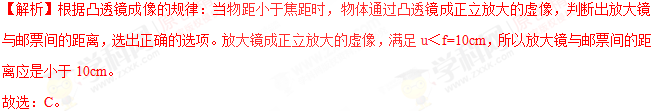 【解析】根据凸透镜成像的规律：当物距小于焦距时，物体通过凸透镜成正立放大的虚像，判断出放大镜
与邮票间的距离，选出正确的选项。放大镜成正立放大的虚像，满足 u＜f=10cm，所以放大镜与邮票间的距
离应是小于 10cm。
故选：C。